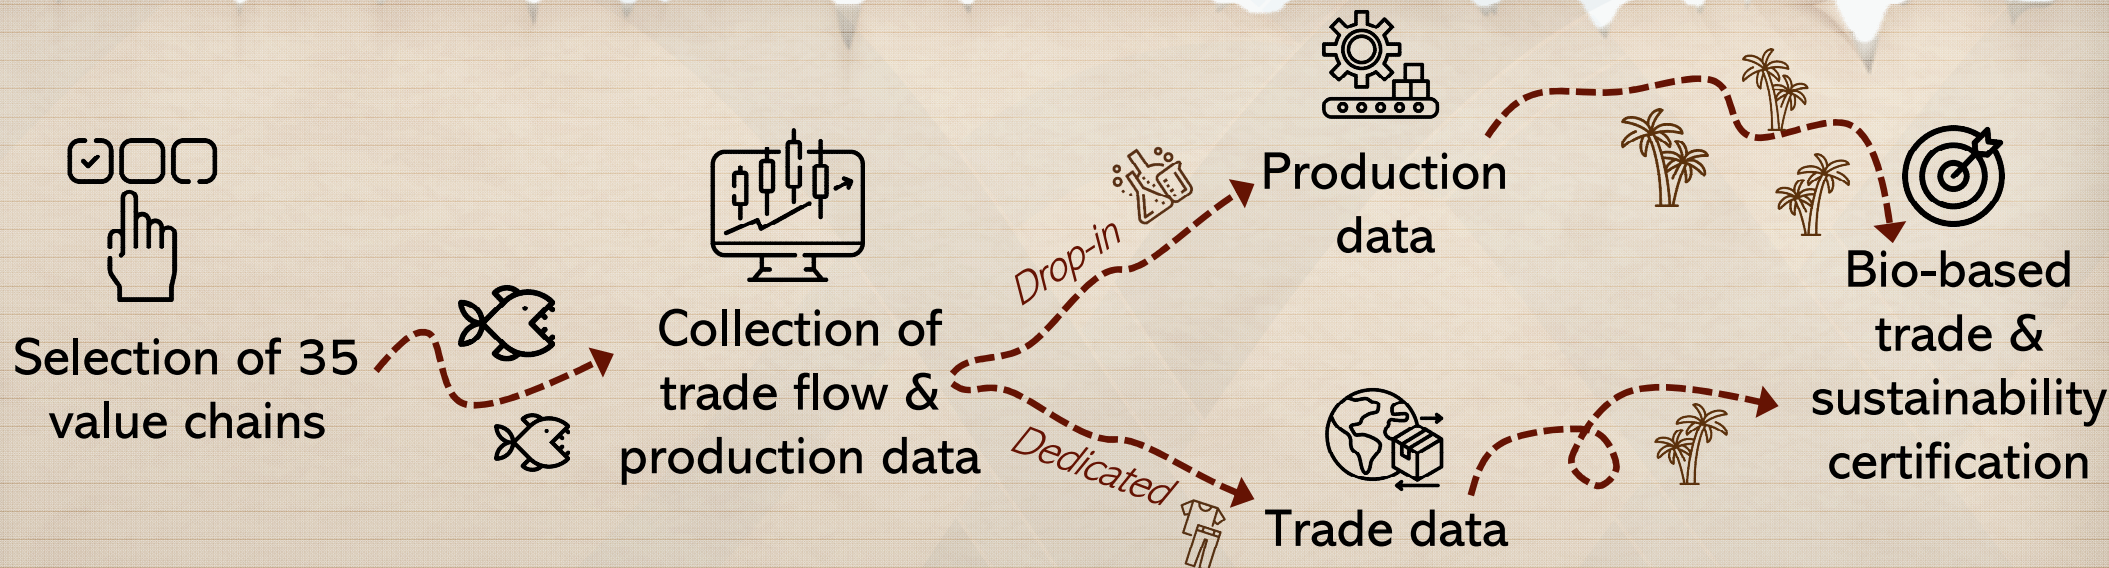 Selection of 35
value chains
Collection of
trade flow &
production data
Drop-in
Dedicated
Production
data
Trade data
Bio-based
trade &
sustainability
certification